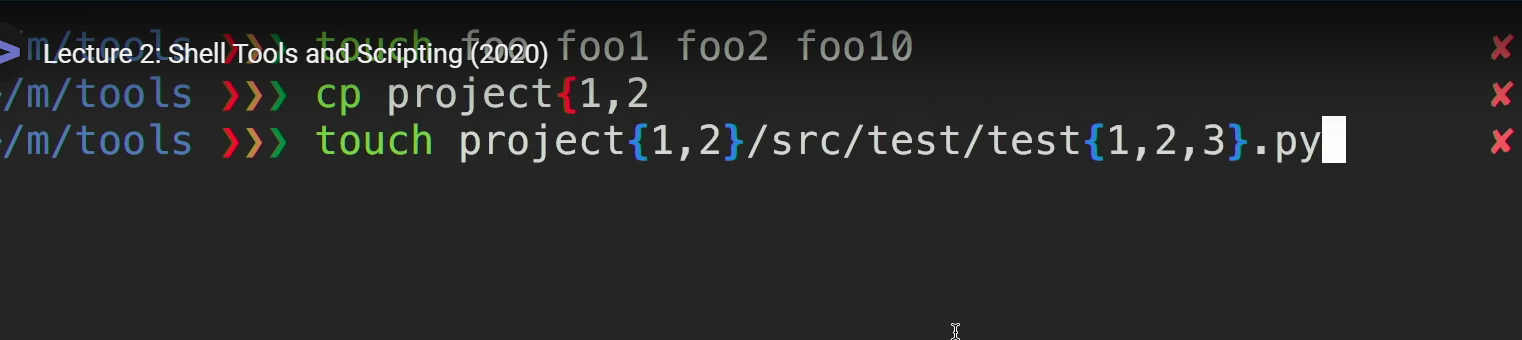 Lecture 2: Shell Tools and Scripting (2020)
/m/tools ❯❯❯ touch foo foo1 foo2 foo10 ✘
/m/tools ❯❯❯ cp project{1,2 ✘
/m/tools ❯❯❯ touch project{1,2}/src/test/test{1,2,3}.py ✘